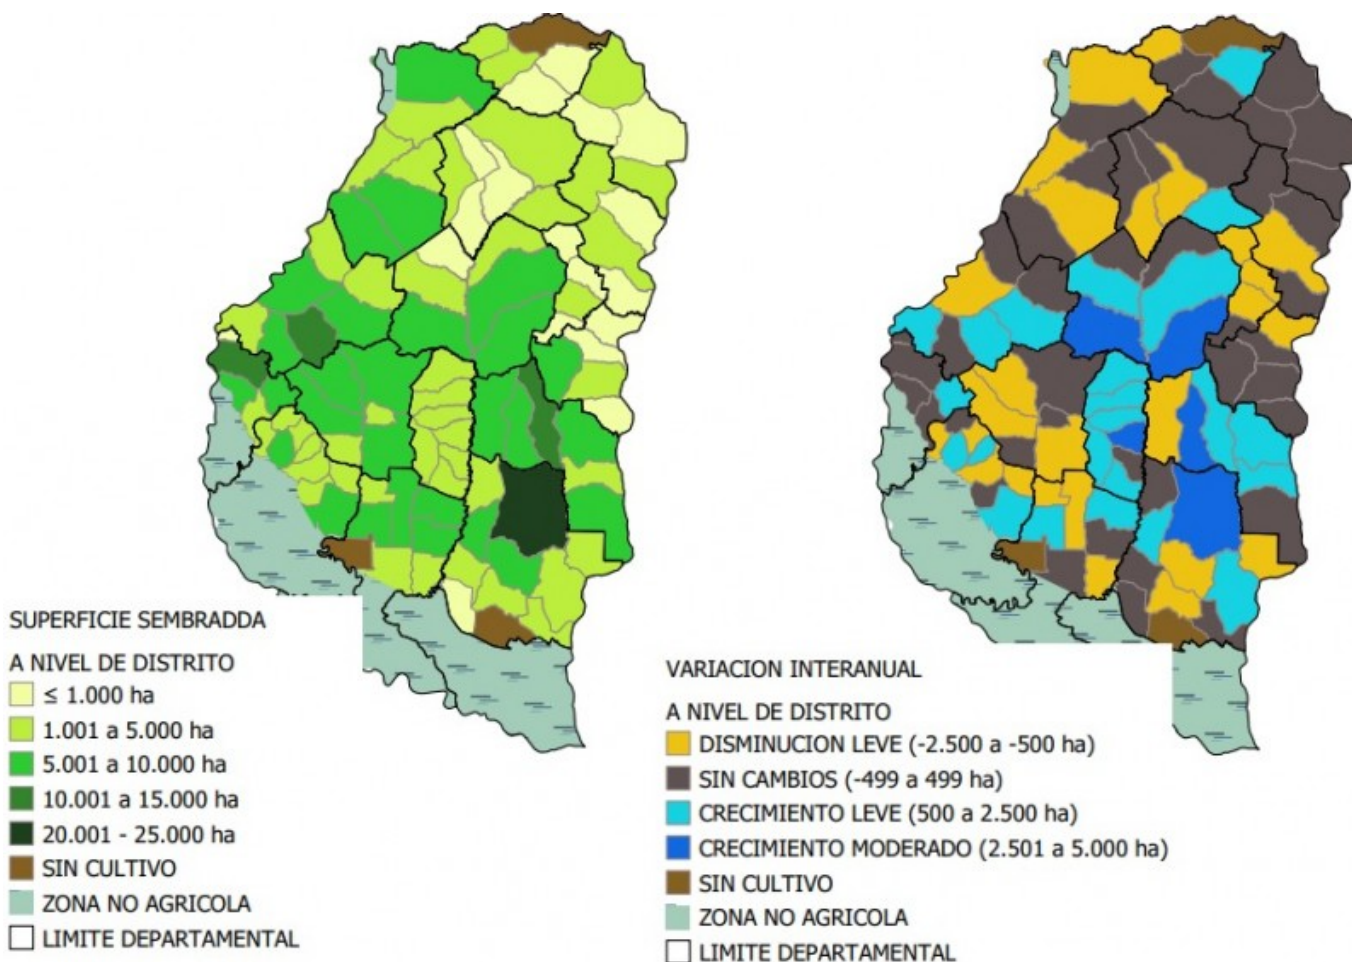 SUPERFICIE SEMBRADDA
A NIVEL DE DISTRITO
≤ 1.000 ha
1.001 a 5.000 ha
5.001 a 10.000 ha
10.001 a 15.000 ha
20.001 - 25.000 ha
SIN CULTIVO
ZONA NO AGRICOLA
LIMITE DEPARTAMENTAL
VARIACION INTERANUAL
A NIVEL DE DISTRITO
DISMINUCION LEVE (-2.500 a -500 ha)
SIN CAMBIOS (-499 a 499 ha)
CRECIMIENTO LEVE (500 a 2.500 ha)
CRECIMIENTO MODERADO (2.501 a 5.000 ha)
SIN CULTIVO
ZONA NO AGRICOLA
LIMITE DEPARTAMENTAL